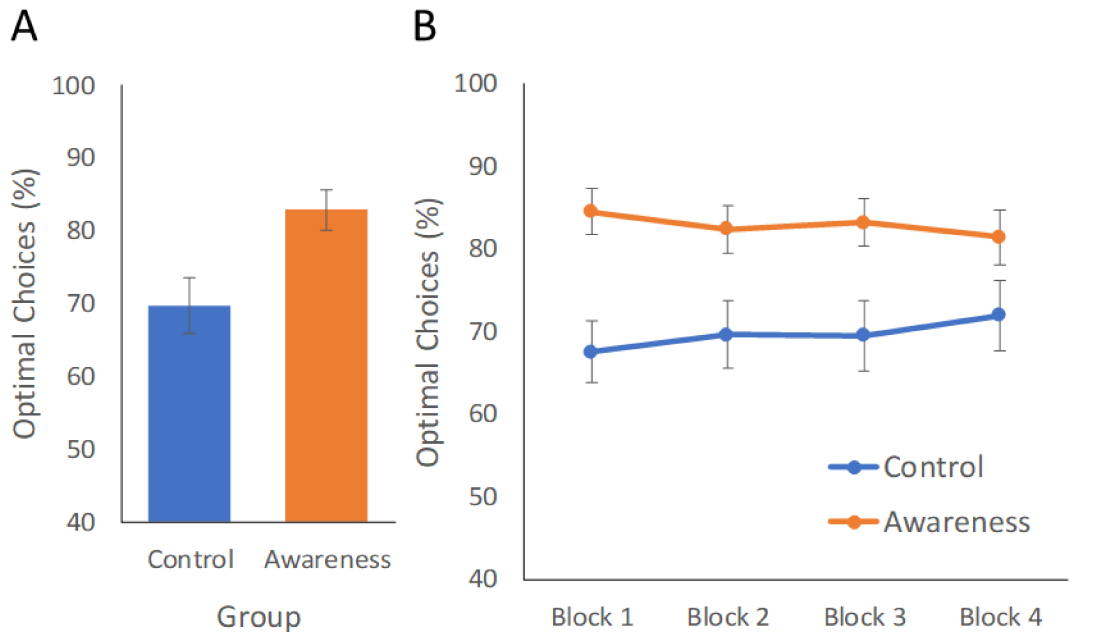 A
Optimal Choices (%)
100
90
80
70
60
50
40
Control Awareness
Group
B
Optimal Choices (%)
100
90
80
70
60
50
40
Control
Awareness
Block 1 Block 2 Block 3 Block 4